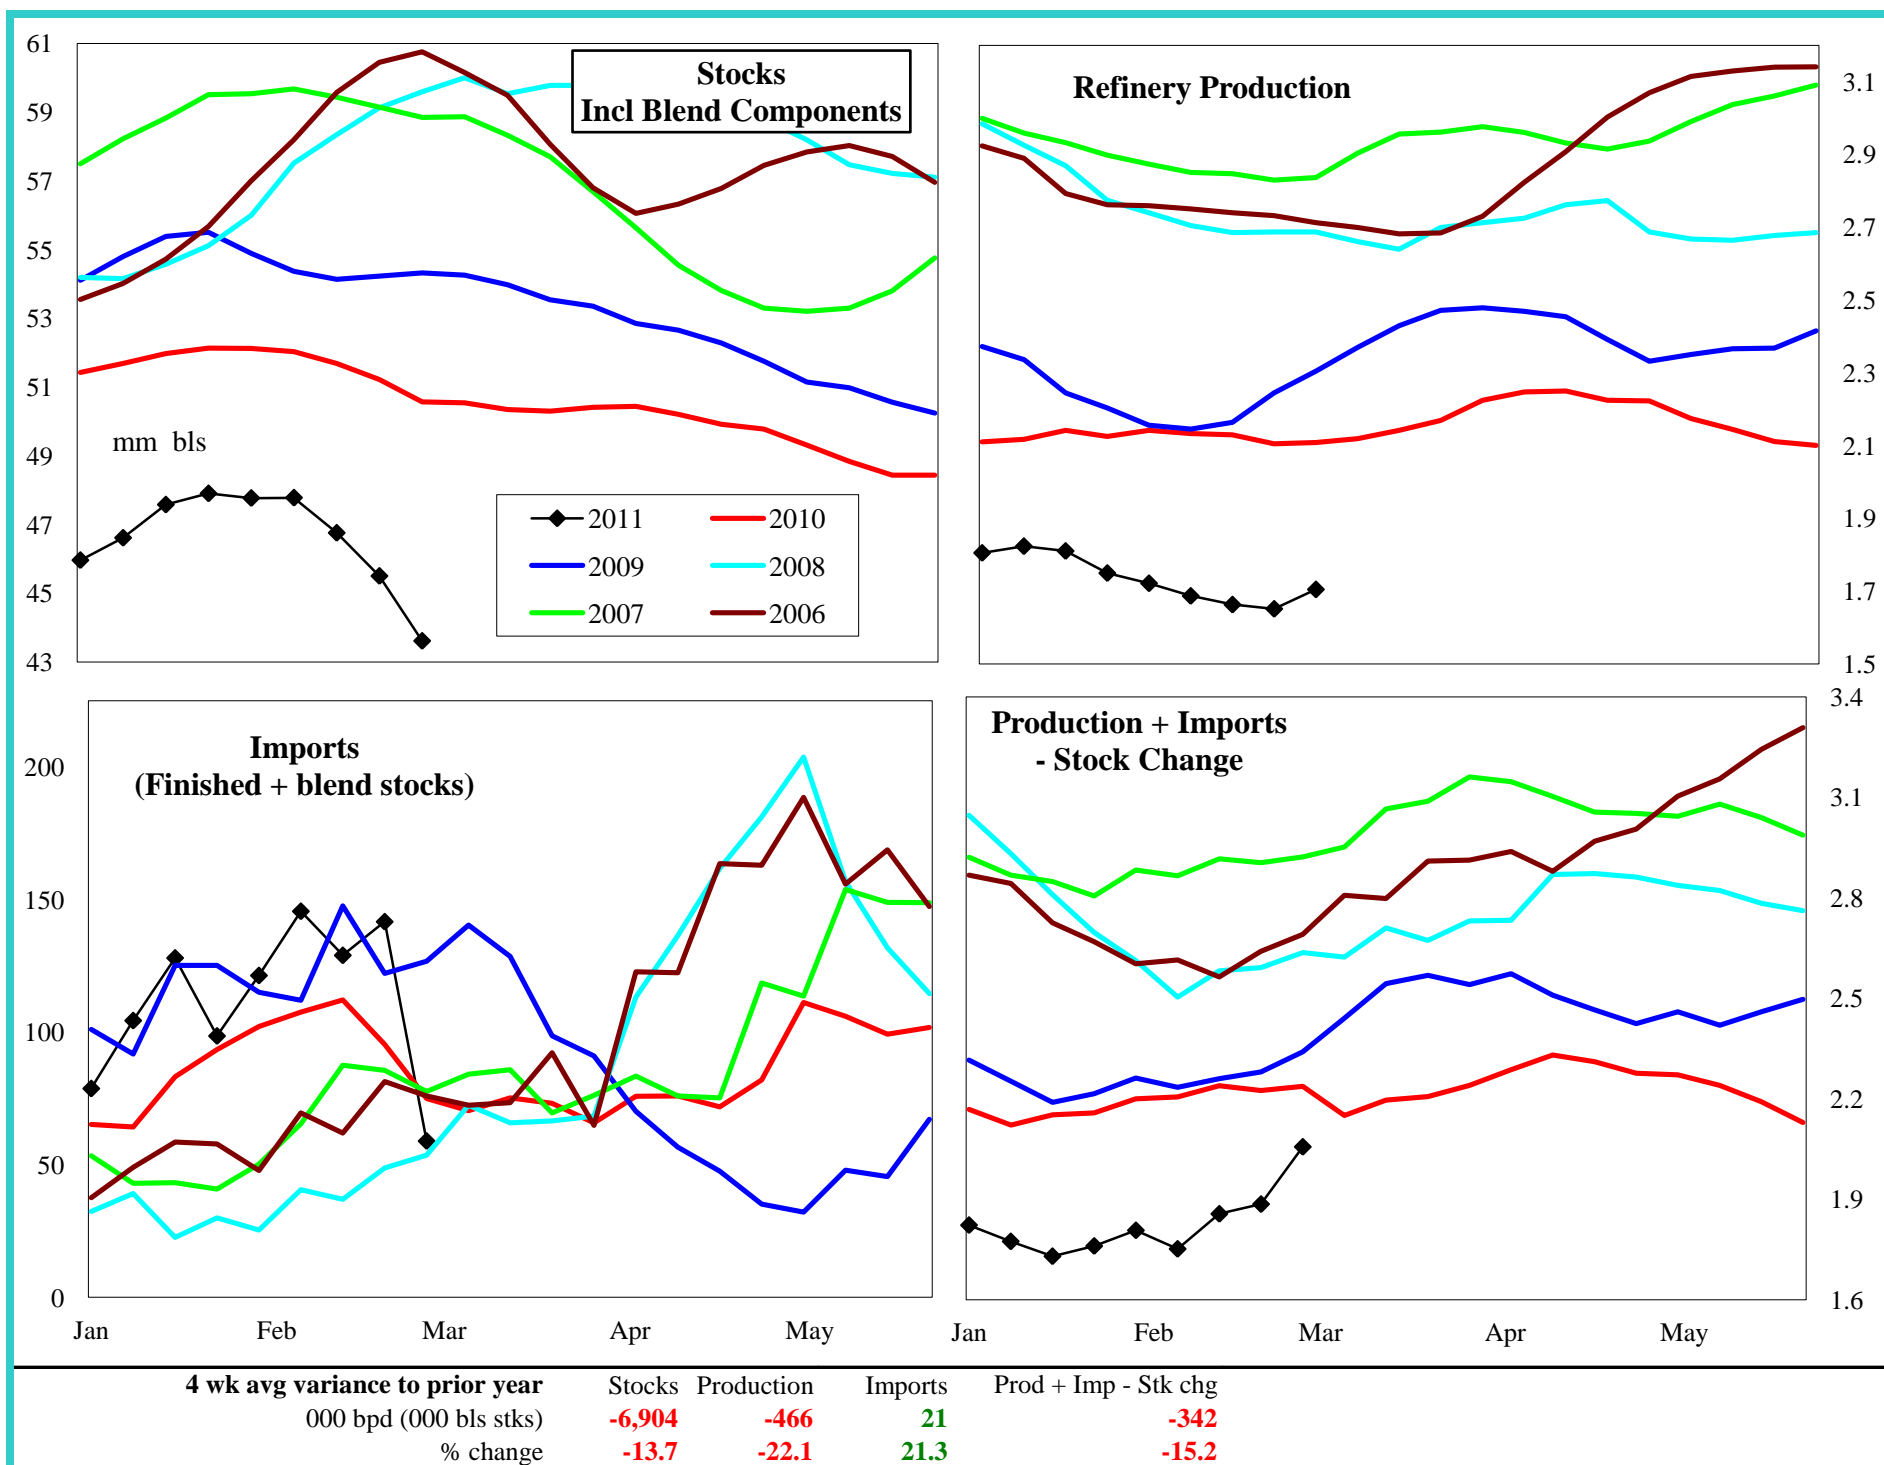 61
59
57
55
53
51
49
47
45
43
Stocks
Incl Blend Components
mm bls
2011 2010
2009 2008
2007 2006
Refinery Production
3.1
2.9
2.7
2.5
2.3
2.1
1.9
1.7
1.5
Imports
(Finished + blend stocks)
200
150
100
50
0
Jan Feb Mar Apr May
Production + Imports
- Stock Change
3.4
3.1
2.8
2.5
2.2
1.9
1.6
Jan Feb Mar Apr May
4 wk avg variance to prior year Stocks Production Imports Prod + Imp - Stk chg
000 bpd (000 bls stks) -6,904 -466 21 -342
% change -13.7 -22.1 21.3 -15.2